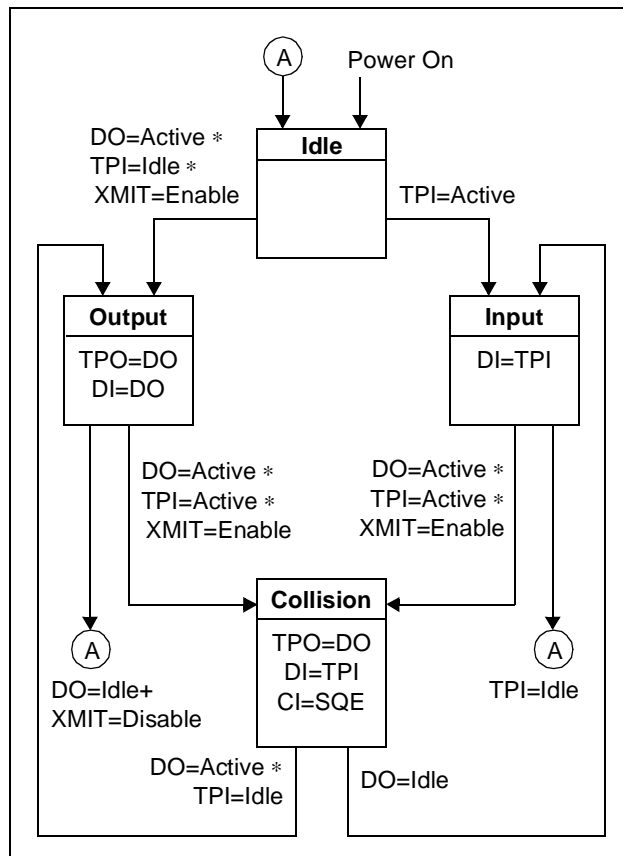 A
Power On
DO=Active *
TPI=Idle *
XMIT=Enable
Idle
TPI=Active
Output
TPO=DO
DI=DO
Input
DI=TPI
DO=Active *
TPI=Active *
XMIT=Enable
DO=Active *
TPI=Active *
XMIT=Enable
Collision
TPO=DO
DI=TPI
CI=SQE
A
DO=Idle+
XMIT=Disable
A
TPI=Idle
DO=Active *
TPI=Idle
DO=Idle